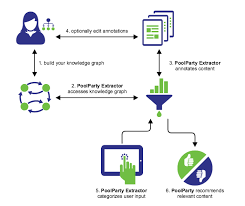 4. optionally edit annotations
1. build your knowledge graph
3. PoolParty Extractor
annotates content
2. PoolParty Extractor
accesses knowledge graph
5. PoolParty Extractor
categorizes user input
6. PoolParty recommends
relevant content